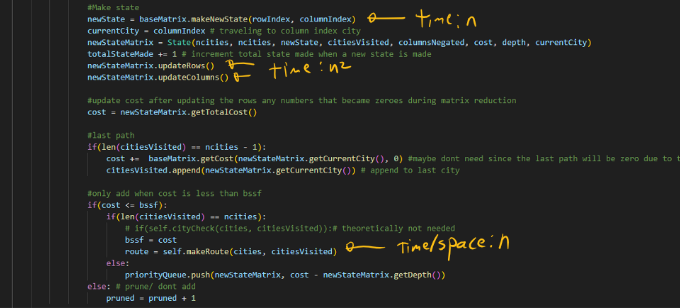 #Make state
newState = baseMatrix.makeNewState(rowIndex, columnIndex) time: n
currentCity = columnIndex # traveling to column index city
newStateMatrix = State(ncities, ncities, newState, citiesVisited, columnsNegated, cost, depth, currentCity)
totalStateMade += 1 # increment total state made when a new state is made
newStateMatrix.updateRows() time: n²
newStateMatrix.updateColumns()
#update cost after updating the rows any numbers that became zeroes during matrix reduction
cost = newStateMatrix.getTotalCost()
#last path
if(len(citiesVisited) == ncities - 1):
cost += baseMatrix.getCost(newStateMatrix.getCurrentCity(), 0) #maybe dont need since the last path will be zero due to
citiesVisited.append(newStateMatrix.getCurrentCity()) # append to last city
#only add when cost is less than bssf
if(cost <= bssf):
if(len(citiesVisited) == ncities):
# if(self.cityCheck(cities, citiesVisited)):# theoretically not needed
bssf = cost
route = self.makeRoute(cities, citiesVisited) Time/space: n
else:
priorityQueue.push(newStateMatrix, cost - newStateMatrix.getDepth())
else: # prune/ dont add
pruned = pruned + 1